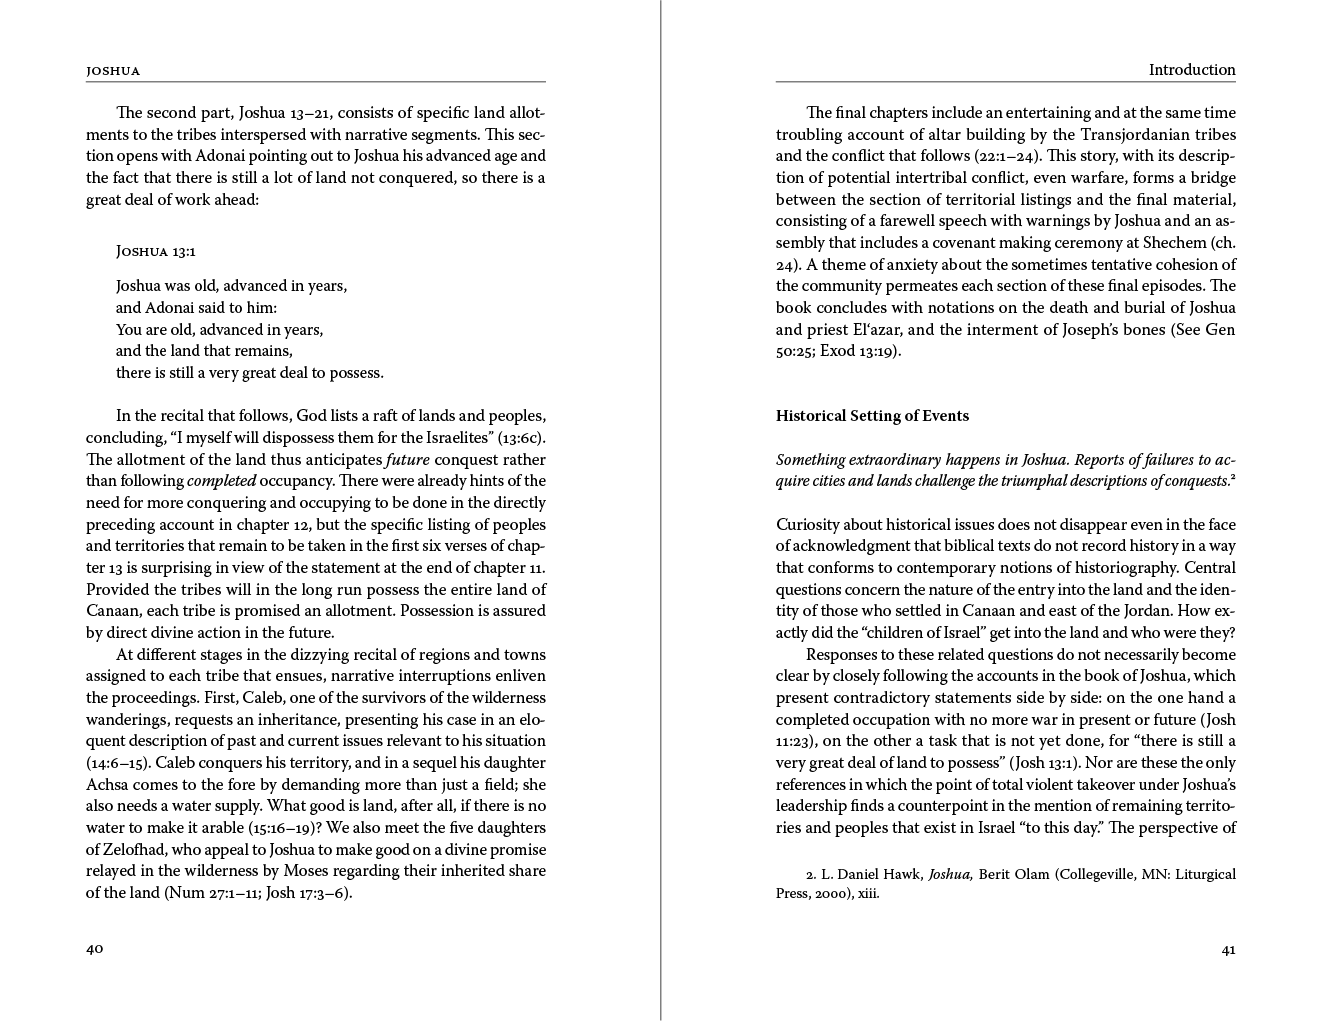 JOSHUA
The second part, Joshua 13–21, consists of specific land allot-
ments to the tribes interspersed with narrative segments. This sec-
tion opens with Adonai pointing out to Joshua his advanced age and
the fact that there is still a lot of land not conquered, so there is a
great deal of work ahead:
Joshua 13:1
Joshua was old, advanced in years,
and Adonai said to him:
You are old, advanced in years,
and the land that remains,
there is still a very great deal to possess.
In the recital that follows, God lists a raft of lands and peoples,
concluding, “I myself will dispossess them for the Israelites” (13:6c).
The allotment of the land thus anticipates future conquest rather
than following completed occupancy. There were already hints of the
need for more conquering and occupying to be done in the directly
preceding account in chapter 12, but the specific listing of peoples
and territories that remain to be taken in the first six verses of chap-
ter 13 is surprising in view of the statement at the end of chapter 11.
Provided the tribes will in the long run possess the entire land of
Canaan, each tribe is promised an allotment. Possession is assured
by direct divine action in the future.
At different stages in the dizzying recital of regions and towns
assigned to each tribe that ensues, narrative interruptions enliven
the proceedings. First, Caleb, one of the survivors of the wilderness
wanderings, requests an inheritance, presenting his case in an elo-
quent description of past and current issues relevant to his situation
(14:6–15). Caleb conquers his territory, and in a sequel his daughter
Achsa comes to the fore by demanding more than just a field; she
also needs a water supply. What good is land, after all, if there is no
water to make it arable (15:16–19)? We also meet the five daughters
of Zelofhad, who appeal to Joshua to make good on a divine promise
relayed in the wilderness by Moses regarding their inherited share
of the land (Num 27:1–11; Josh 17:3–6).
40
Introduction
The final chapters include an entertaining and at the same time
troubling account of altar building by the Transjordanian tribes
and the conflict that follows (22:1–24). This story, with its descrip-
tion of potential intertribal conflict, even warfare, forms a bridge
between the section of territorial listings and the final material,
consisting of a farewell speech with warnings by Joshua and an as-
sembly that includes a covenant making ceremony at Shechem (ch.
24). A theme of anxiety about the sometimes tentative cohesion of
the community permeates each section of these final episodes. The
book concludes with notations on the death and burial of Joshua
and priest El‘azar, and the interment of Joseph’s bones (See Gen
50:25; Exod 13:19).
Historical Setting of Events
Something extraordinary happens in Joshua. Reports of failures to ac-
quire cities and lands challenge the triumphal descriptions of conquests.²
Curiosity about historical issues does not disappear even in the face
of acknowledgment that biblical texts do not record history in a way
that conforms to contemporary notions of historiography. Central
questions concern the nature of the entry into the land and the iden-
tity of those who settled in Canaan and east of the Jordan. How ex-
actly did the “children of Israel” get into the land and who were they?
Responses to these related questions do not necessarily become
clear by closely following the accounts in the book of Joshua, which
present contradictory statements side by side: on the one hand a
completed occupation with no more war in present or future (Josh
11:23), on the other a task that is not yet done, for “there is still a
very great deal of land to possess” (Josh 13:1). Nor are these the only
references in which the point of total violent takeover under Joshua’s
leadership finds a counterpoint in the mention of remaining territo-
ries and peoples that exist in Israel “to this day.” The perspective of
2. L. Daniel Hawk, Joshua, Berit Olam (Collegeville, MN: Liturgical
Press, 2000), xiii.
41